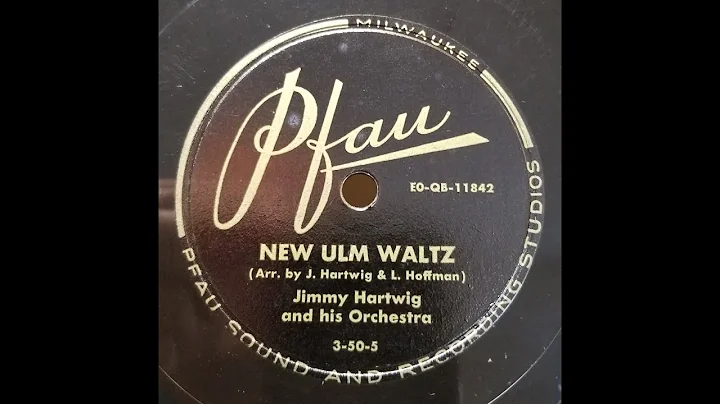 MILWAUKEE
Pfau
E0-QB-11842
NEW ULM WALTZ
(Arr. by J. Hartwig & L. Hoffman)
Jimmy Hartwig
and his Orchestra
3-50-5
PFAU SOUND AND RECORDING STUDIOS